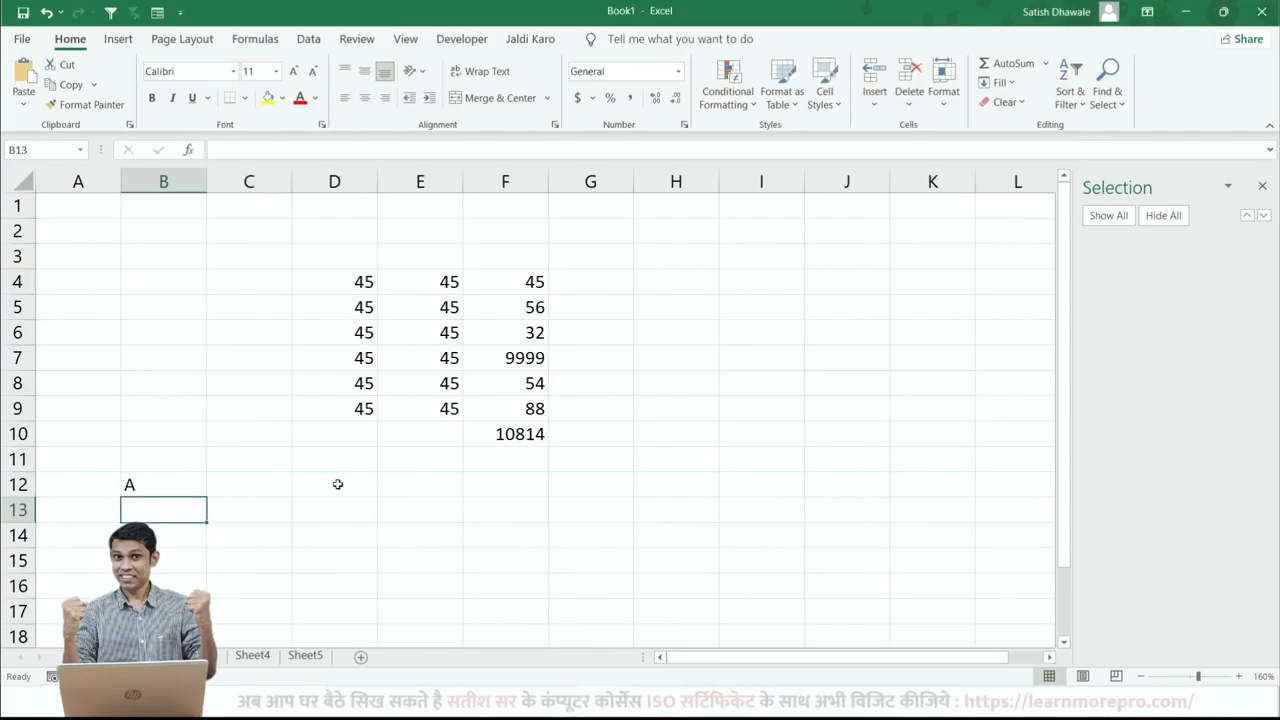 Book1 - Excel
Satish Dhawale
File Home Insert Page Layout Formulas Data Review View Developer Jaldi Karo Tell me what you want to do Share
Paste
Cut
Copy
Format Painter
Clipboard
Calibri 11
B I U A
Font
Wrap Text
Merge & Center
Alignment
General
$ % ,
Number
Conditional Formatting
Format as Table
Cell Styles
Styles
Insert Delete Format
Cells
AutoSum
Fill
Clear
Sort & Filter
Find & Select
Editing
B13 fx
A B C D E F G H I J K L
1
2
3
4 45 45 45
5 45 45 56
6 45 45 32
7 45 45 9999
8 45 45 54
9 45 45 88
10 10814
11
12 A
13
14
15
16
17
18
Selection
Show All Hide All
Sheet4 Sheet5
Ready
160%
hp
अब आप घर बैठे सिख सकते है सतीश सर के कंप्यूटर कोर्सेस ISO सर्टिफिकेट के साथ अभी विजिट कीजिये : https://learnmorepro.com/